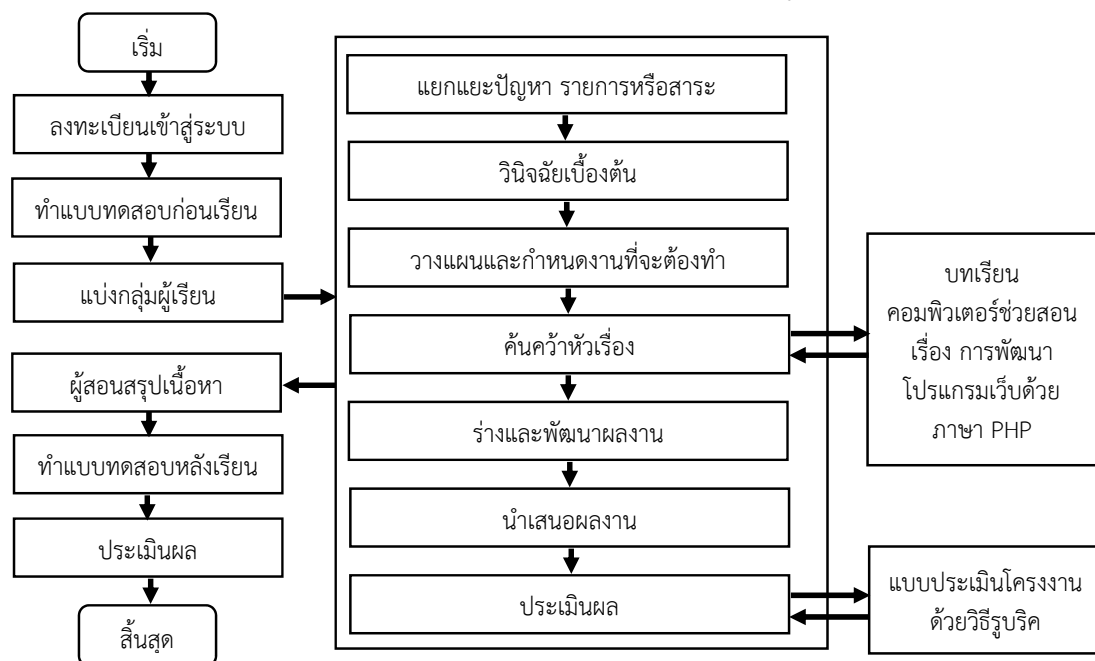 เริ่ม
ลงทะเบียนเข้าสู่ระบบ
ทำแบบทดสอบก่อนเรียน
แบ่งกลุ่มผู้เรียน
แยกแยะปัญหา รายการหรือสาระ
วินิจฉัยเบื้องต้น
วางแผนและกำหนดงานที่จะต้องทำ
ค้นคว้าหัวเรื่อง
ร่างและพัฒนาผลงาน
นำเสนอผลงาน
ประเมินผล
บทเรียน
คอมพิวเตอร์ช่วยสอน
เรื่อง การพัฒนา
โปรแกรมเว็บด้วย
ภาษา PHP
แบบประเมินโครงงาน
ด้วยวิธีรูบริค
ผู้สอนสรุปเนื้อหา
ทำแบบทดสอบหลังเรียน
ประเมินผล
สิ้นสุด